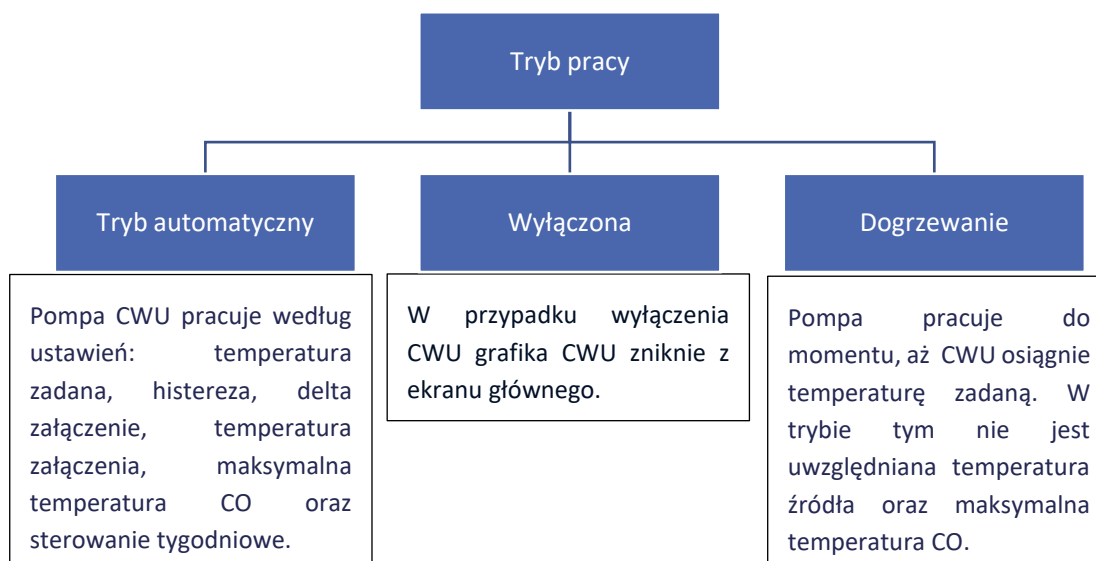 Tryb pracy
Tryb automatyczny
Pompa CWU pracuje według
ustawień: temperatura
zadana, histereza, delta
załączenie, temperatura
załączenia, maksymalna
temperatura CO oraz
sterowanie tygodniowe.
Wyłączona
W przypadku wyłączenia
CWU grafika CWU zniknie z
ekranu głównego.
Dogrzewanie
Pompa pracuje do
momentu, aż CWU osiągnie
temperaturę zadaną. W
trybie tym nie jest
uwzględniana temperatura
źródła oraz maksymalna
temperatura CO.